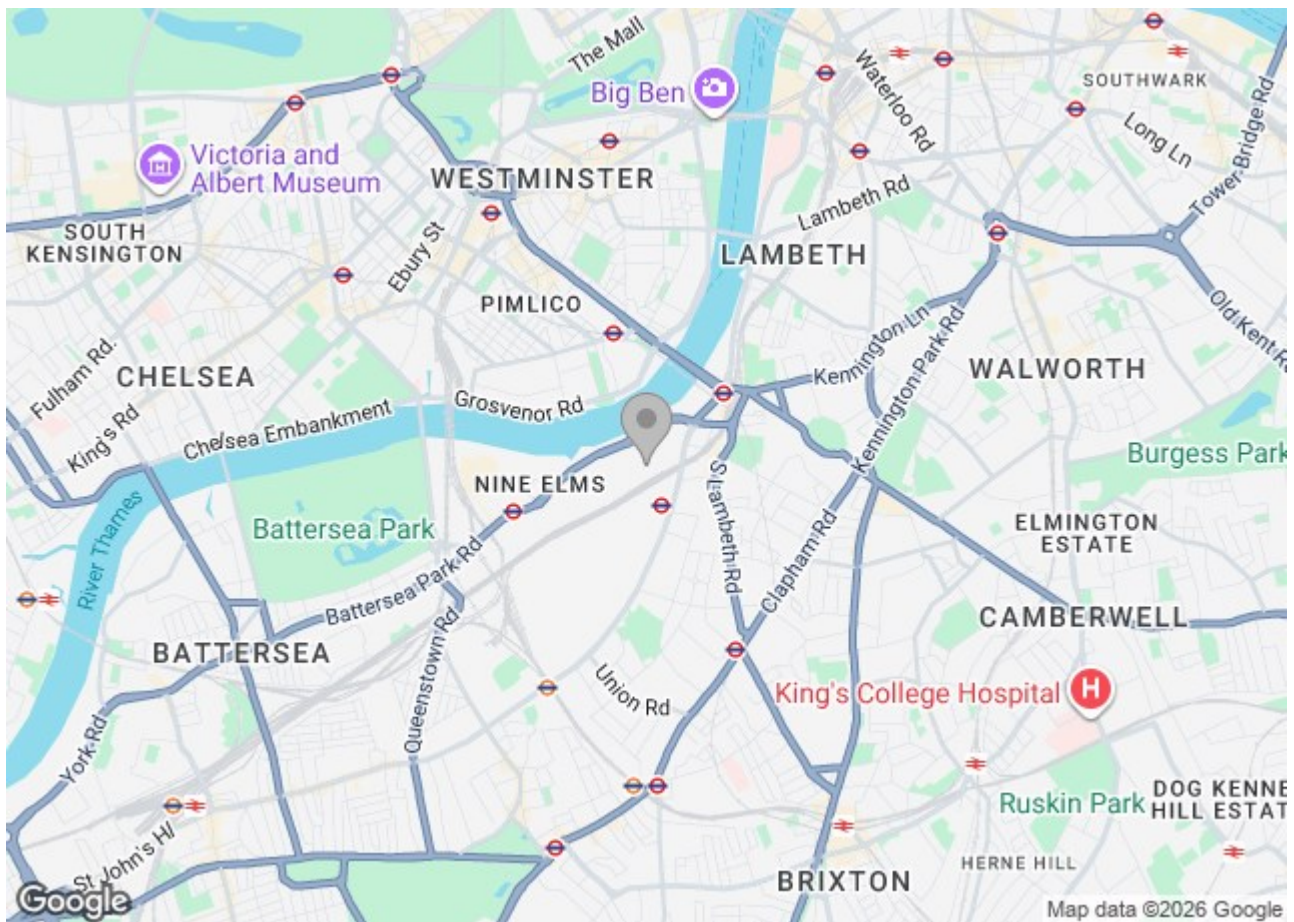 The Mall
Big Ben
Waterloo Rd
SOUTHWARK
Long Ln
Tower Bridge Rd
Victoria and
Albert Museum
WESTMINSTER
Lambeth Rd
SOUTH
KENSINGTON
Ebury St
LAMBETH
PIMLICO
Old Kent Rd
Kennington Ln
Kennington Park Rd
WALWORTH
Fulham Rd.
CHELSEA
King's Rd
Chelsea Embankment
Grosvenor Rd
Burgess Park
NINE ELMS
S Lambeth Rd
Clapham Rd
Battersea Park
ELMINGTON
ESTATE
River Thames
Battersea Park Rd
CAMBERWELL
BATTERSEA
Queenstown Rd
Union Rd
King's College Hospital
H
York Rd
Ruskin Park
DOG KENNE
HILL ESTAT
St John's Hl
HERNE HILL
BRIXTON
Google
Map data ©2026 Google